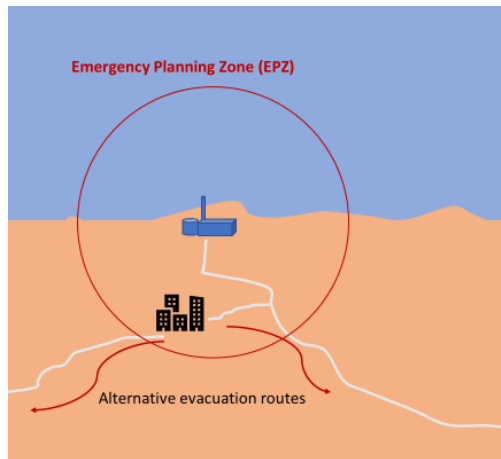 Emergency Planning Zone (EPZ)
Alternative evacuation routes